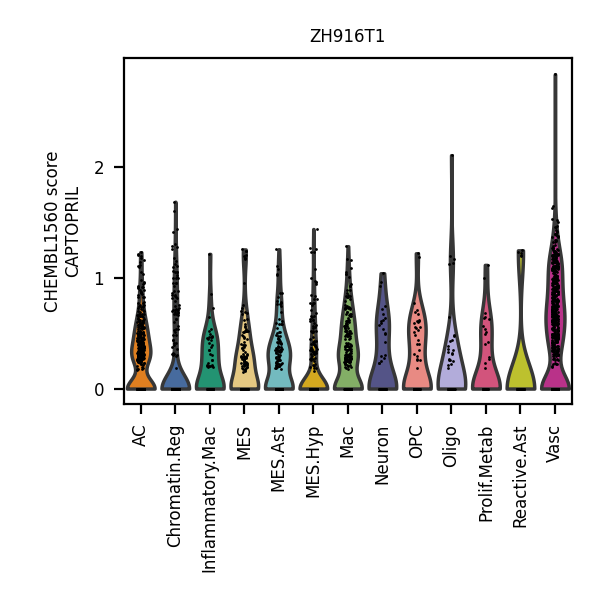 ZH916T1
CHEMBL1560 score
CAPTOPRIL
2
1
0
AC
Chromatin.Reg
Inflammatory.Mac
MES
MES.Ast
MES.Hyp
Mac
Neuron
OPC
Oligo
Prolif.Metab
Reactive.Ast
Vasc